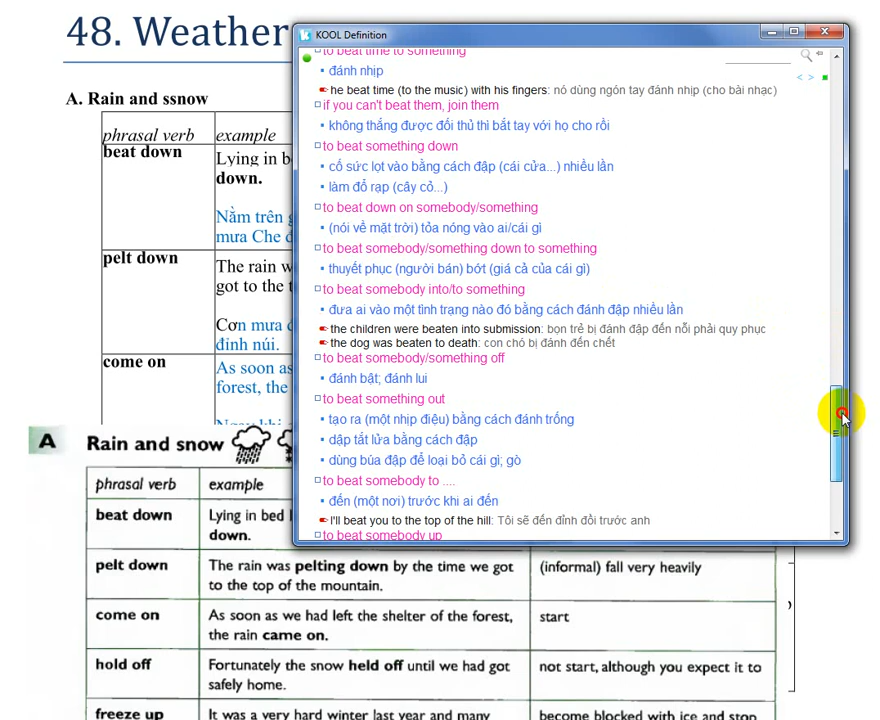 48. Weather
KOOL Definition
to beat time to something
đánh nhịp
he beat time (to the music) with his fingers: nó dùng ngón tay đánh nhịp (cho bài nhạc)
if you can't beat them, join them
không thắng được đối thủ thì bắt tay với họ cho rồi
to beat something down
cố sức lọt vào bằng cách đập (cái cửa...) nhiều lần
làm đổ rạp (cây cỏ...)
to beat down on somebody/something
(nói về mặt trời) tỏa nóng vào ai/cái gì
to beat somebody/something down to something
thuyết phục (người bán) bớt (giá cả của cái gì)
to beat somebody into/to something
đưa ai vào một tình trạng nào đó bằng cách đánh đập nhiều lần
the children were beaten into submission: bọn trẻ bị đánh đập đến nỗi phải quy phục
the dog was beaten to death: con chó bị đánh đến chết
to beat somebody/something off
đánh bật; đánh lui
to beat something out
tạo ra (một nhịp điệu) bằng cách đánh trống
dập tắt lửa bằng cách đập
dùng búa đập để loại bỏ cái gì; gò
to beat somebody to ....
đến (một nơi) trước khi ai đến
I'll beat you to the top of the hill: Tôi sẽ đến đỉnh đồi trước anh
to beat somebody up
A. Rain and ssnow
phrasal verb example
beat down Lying in b
down.
Nằm trên
mưa Che
pelt down The rain w
got to the t
Cơn mưa
đỉnh núi.
come on As soon as
forest, the
A Rain and snow
phrasal verb example
beat down Lying in bed
down.
pelt down The rain was pelting down by the time we got (informal) fall very heavily
to the top of the mountain.
come on As soon as we had left the shelter of the forest, start
the rain came on.
hold off Fortunately the snow held off until we had got not start, although you expect it to
safely home.
freeze up It was a very hard winter last year and many become blocked with ice and stop